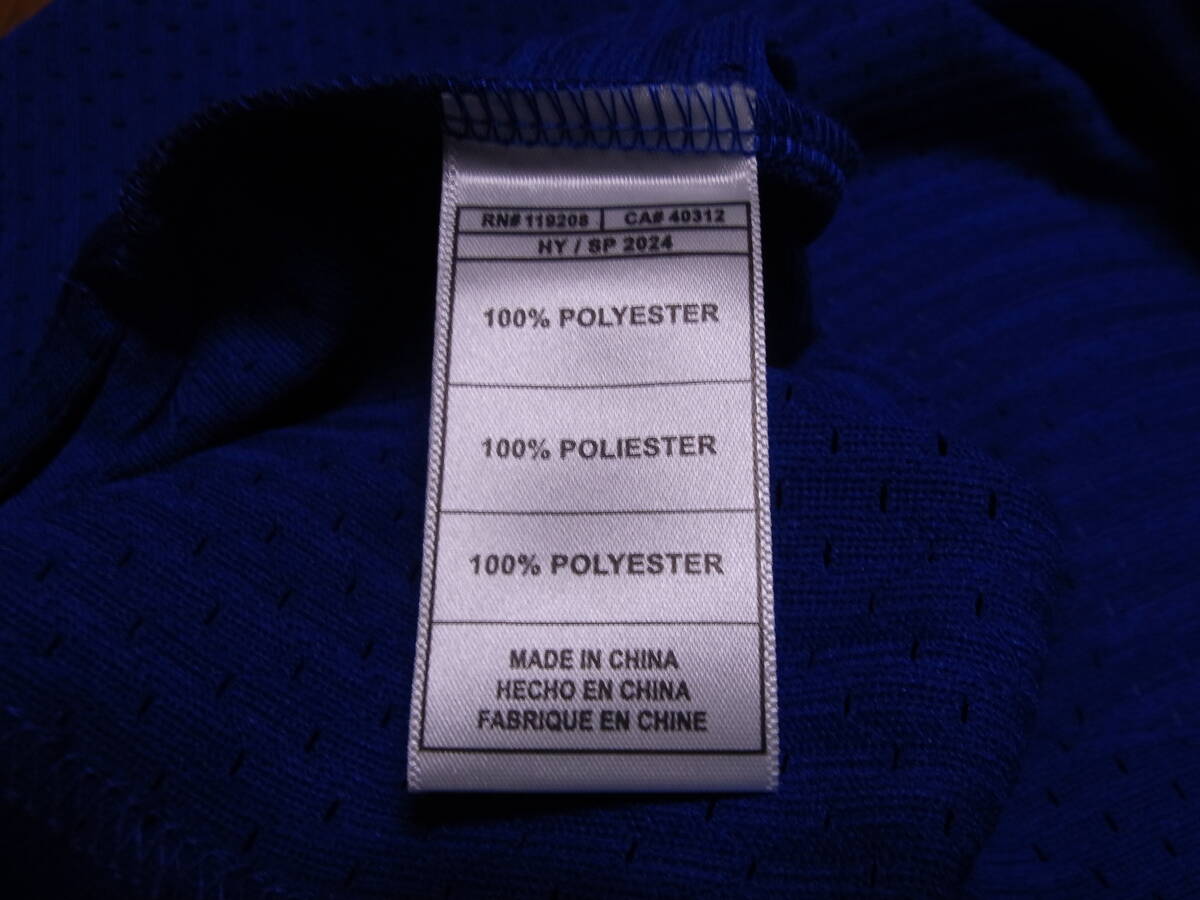 RN# 119208 | CA# 40312
NY / SP 2024
100% POLYESTER
100% POLIESTER
100% POLYESTER
MADE IN CHINA
HECHO EN CHINA
FABRIQUE EN CHINE